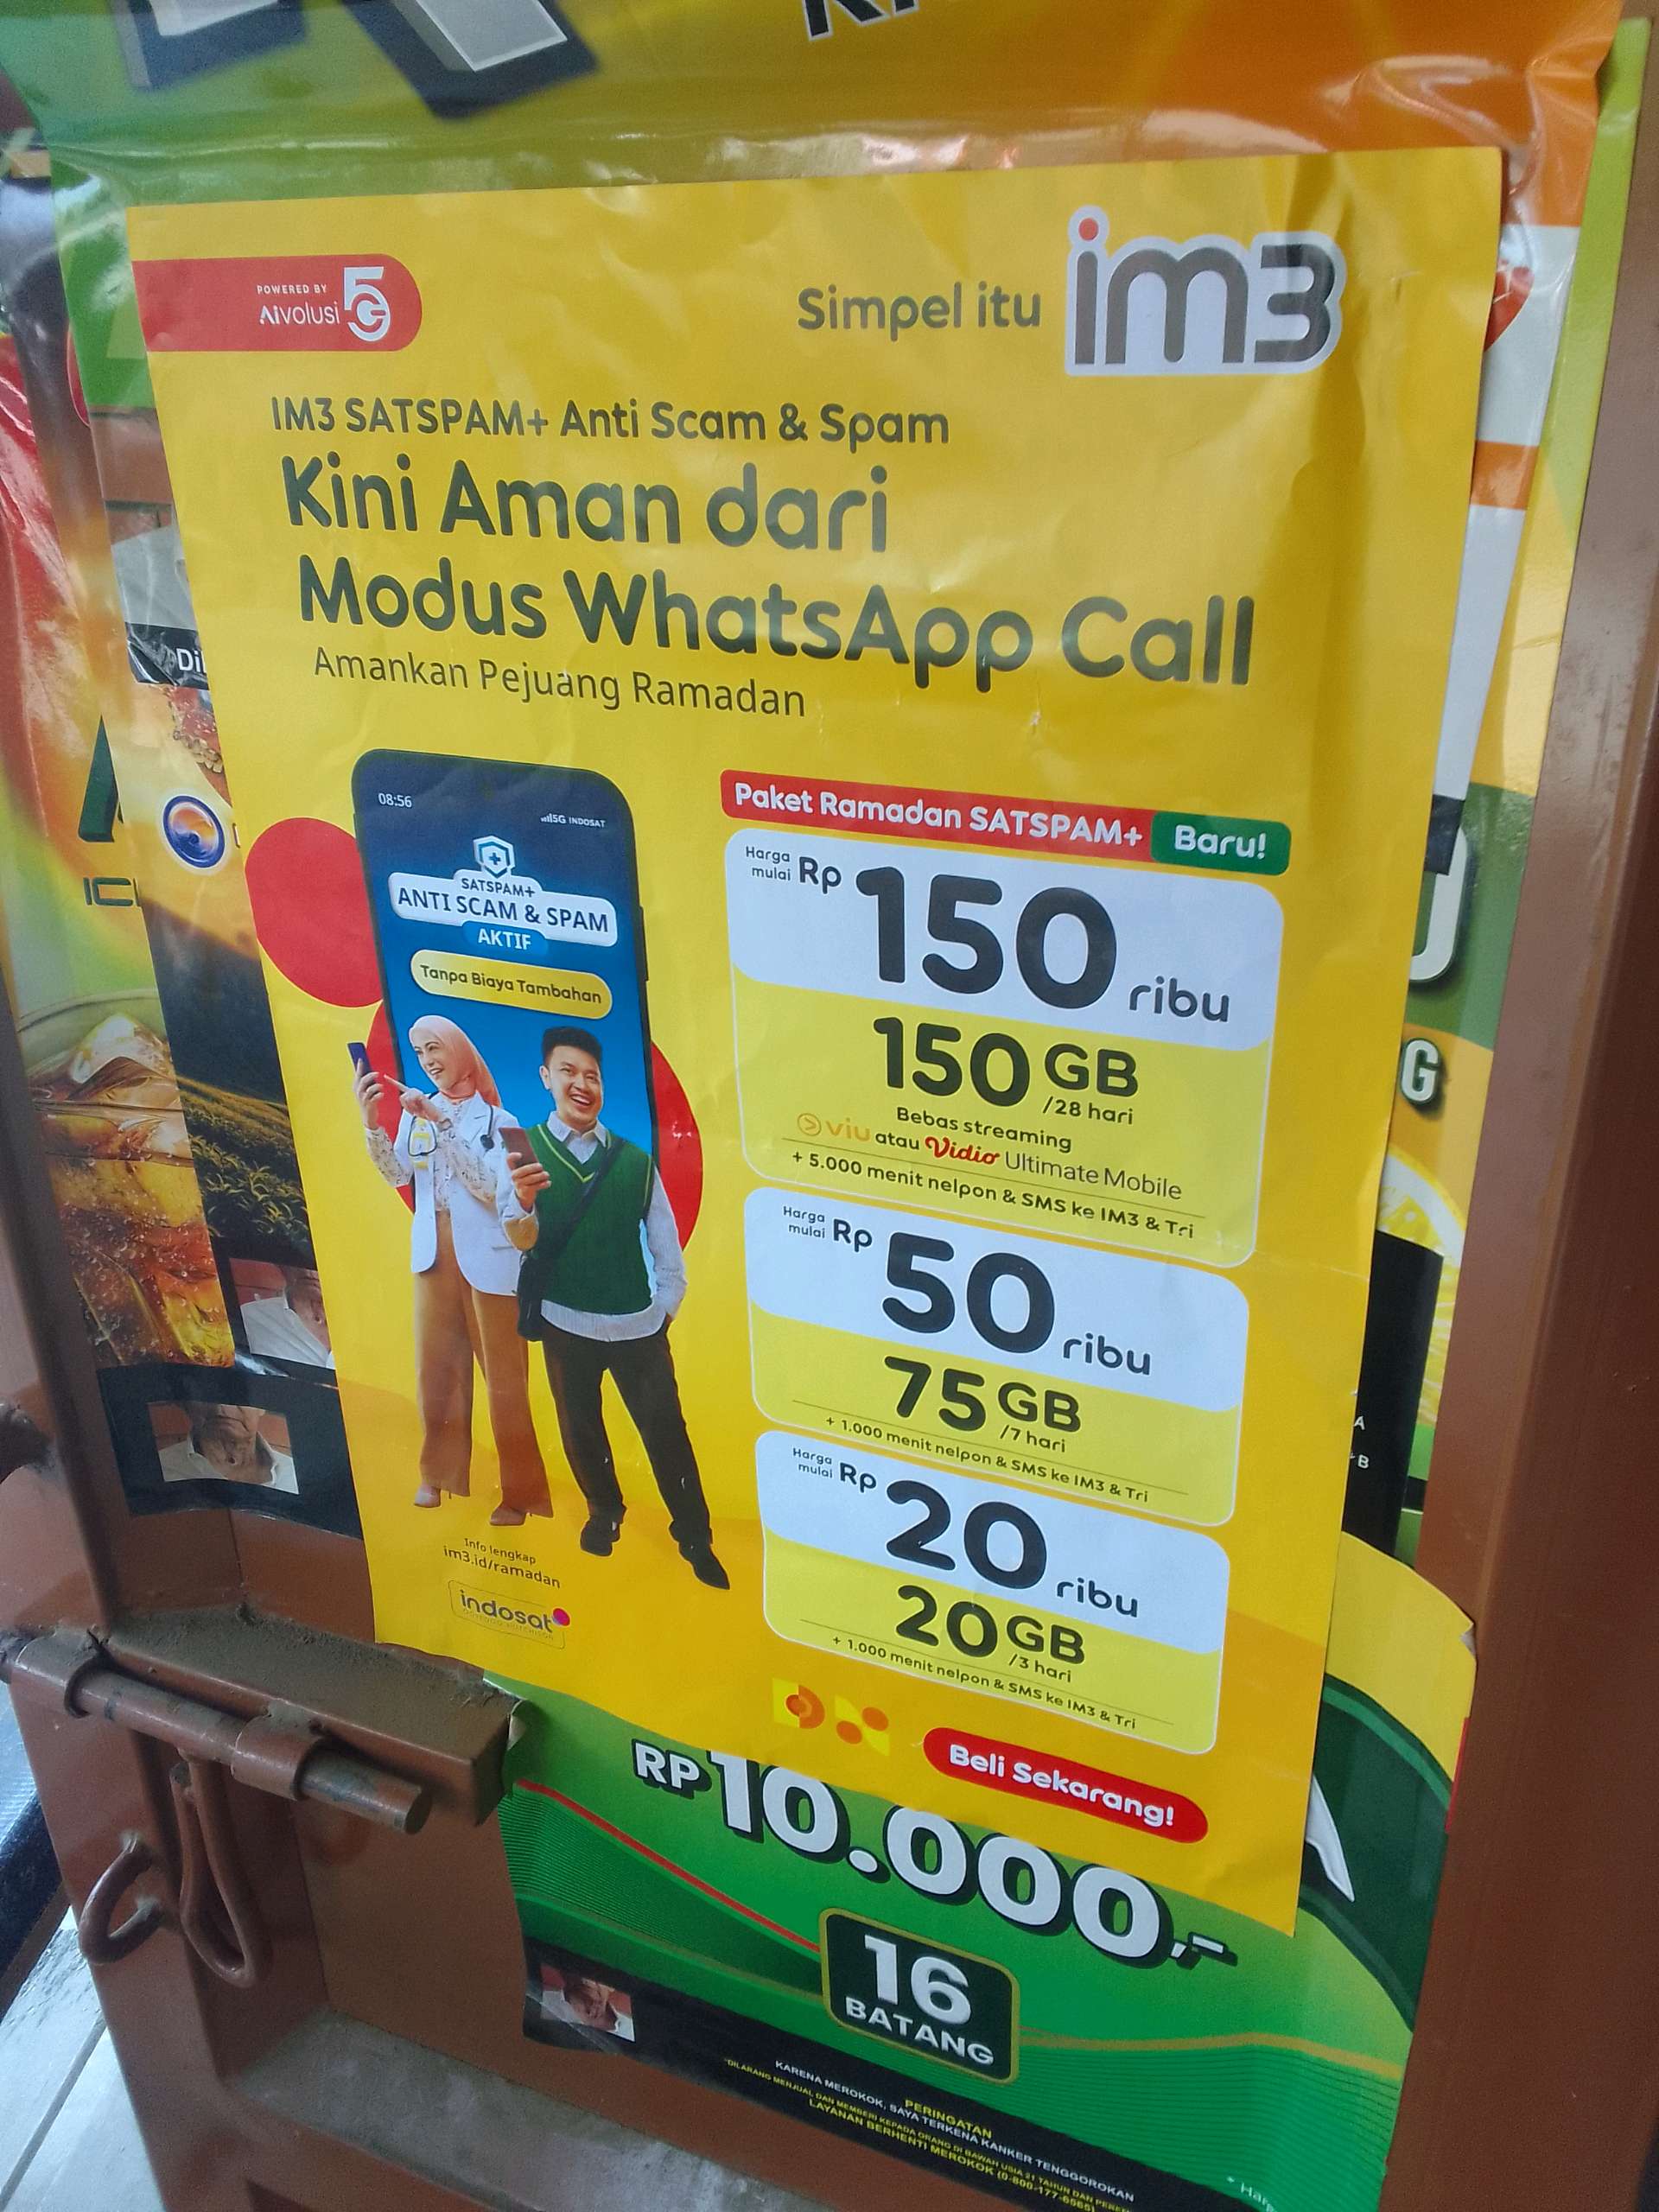 POWERED BY
AIvolusi 5G
Simpel itu im3
IM3 SATSPAM+ Anti Scam & Spam
Kini Aman dari
Modus WhatsApp Call
Amankan Pejuang Ramadan
08:56
5G INDOSAT
SATSPAM+
ANTI SCAM & SPAM
AKTIF
Tanpa Biaya Tambahan
Paket Ramadan SATSPAM+ Baru!
Harga mulai Rp 150 ribu
150 GB
/28 hari
Bebas streaming
viu atau Vidio Ultimate Mobile
+ 5.000 menit nelpon & SMS ke IM3 & Tri
Harga mulai Rp 50 ribu
75 GB
/7 hari
+ 1.000 menit nelpon & SMS ke IM3 & Tri
Harga mulai Rp 20 ribu
20 GB
/3 hari
+ 1.000 menit nelpon & SMS ke IM3 & Tri
Info lengkap
im3.id/ramadan
indosat
Beli Sekarang!
RP 10.000,-
16
BATANG
PERINGATAN
KARENA MEROKOK, SAYA TERKENA KANKER TENGGOROKAN
LAYANAN BERHENTI MEROKOK (0-800-177-6565)